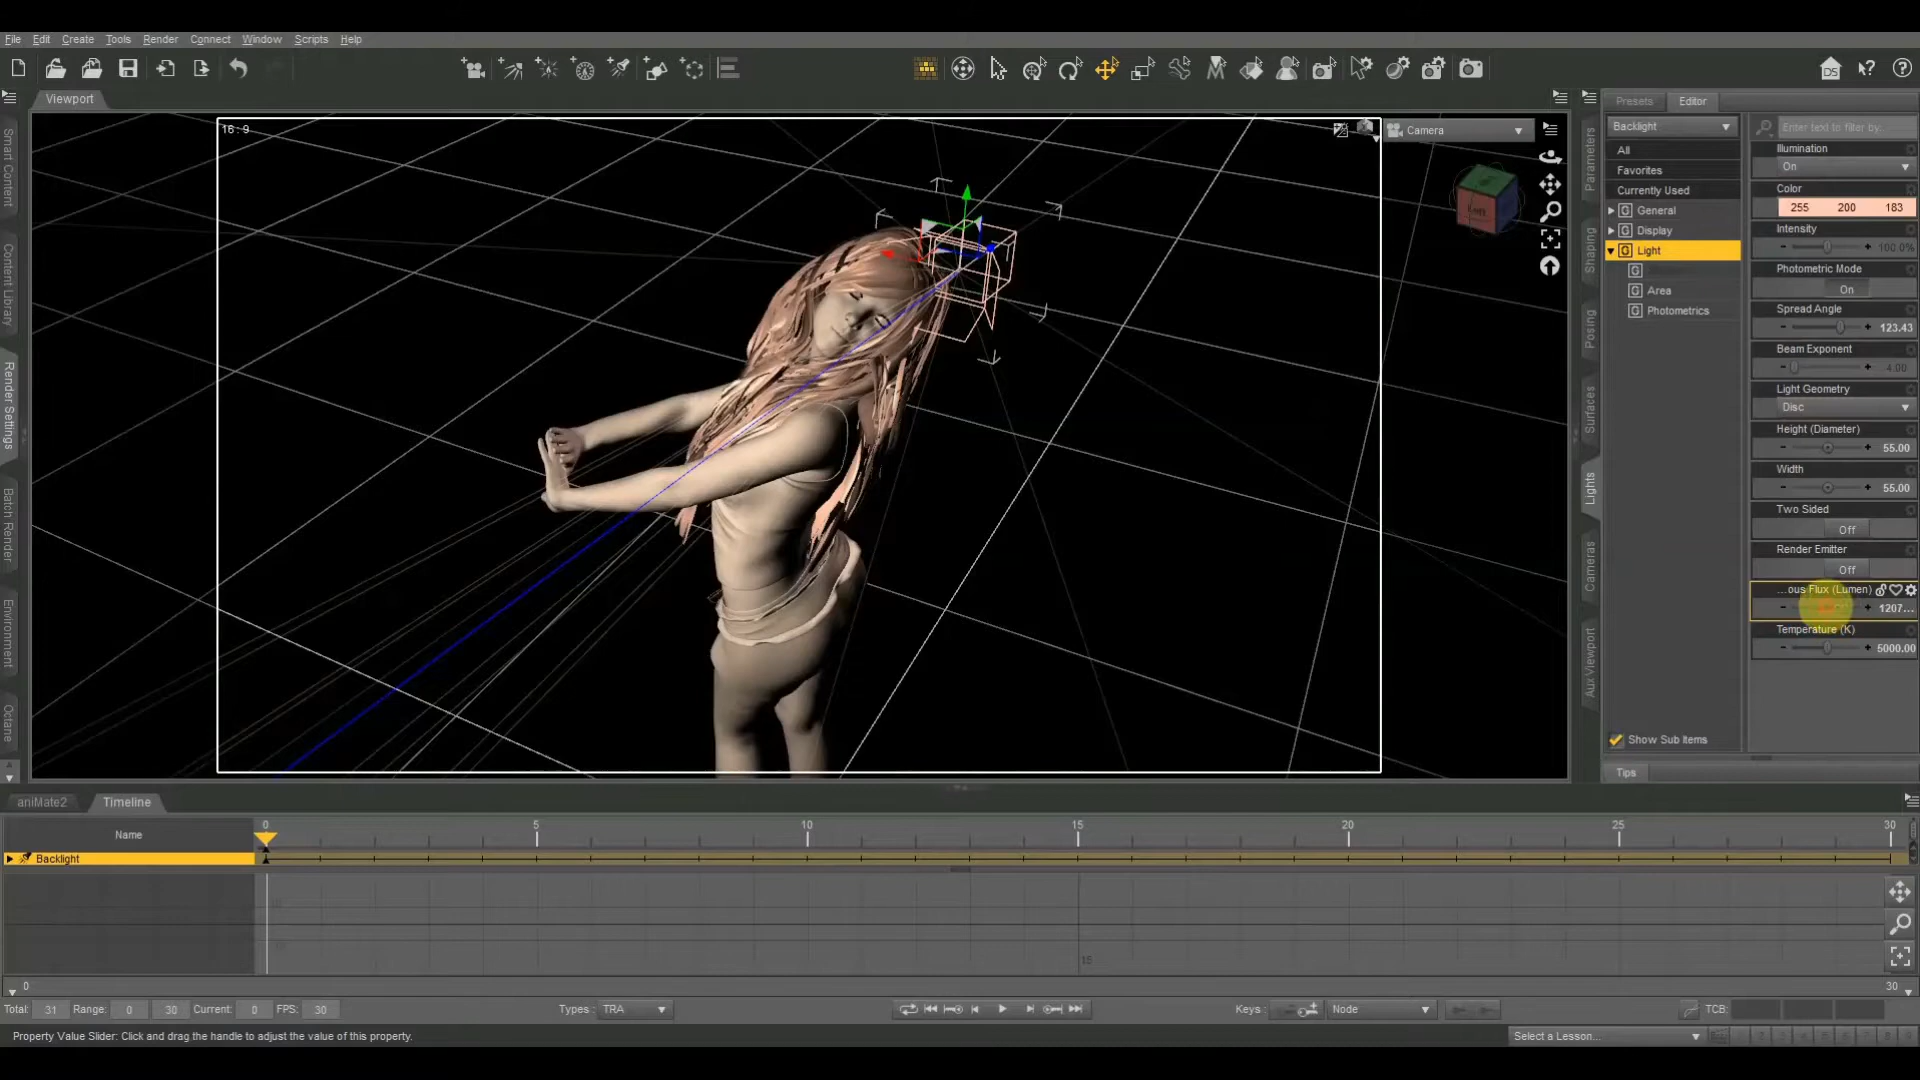 File Edit Create Tools Render Connect Window Scripts Help
Viewport
Presets Editor
16 : 9
Camera
Backlight
Enter text to filter by...
All
Favorites
Currently Used
General
Display
Light
Area
Photometrics
Illumination
On
Color
255 200 183
Intensity
100.0%
Photometric Mode
On
Spread Angle
123.43
Beam Exponent
4.00
Light Geometry
Disc
Height (Diameter)
55.00
Width
55.00
Two Sided
Off
Render Emitter
Off
...ous Flux (Lumen)
1207...
Temperature (K)
5000.00
Show Sub Items
Tips
Smart Content
Content Library
Render Settings
Batch Render
Environment
Octane
Parameters
Shaping
Posing
Surfaces
Lights
Cameras
Aux Viewport
aniMate2 Timeline
Name
0 5 10 15 20 25 30
Backlight
15
0 30
Total: 31 Range: 0 30 Current: 0 FPS: 30 Types: TRA Keys: Node TCB:
Property Value Slider: Click and drag the handle to adjust the value of this property.
Select a Lesson...